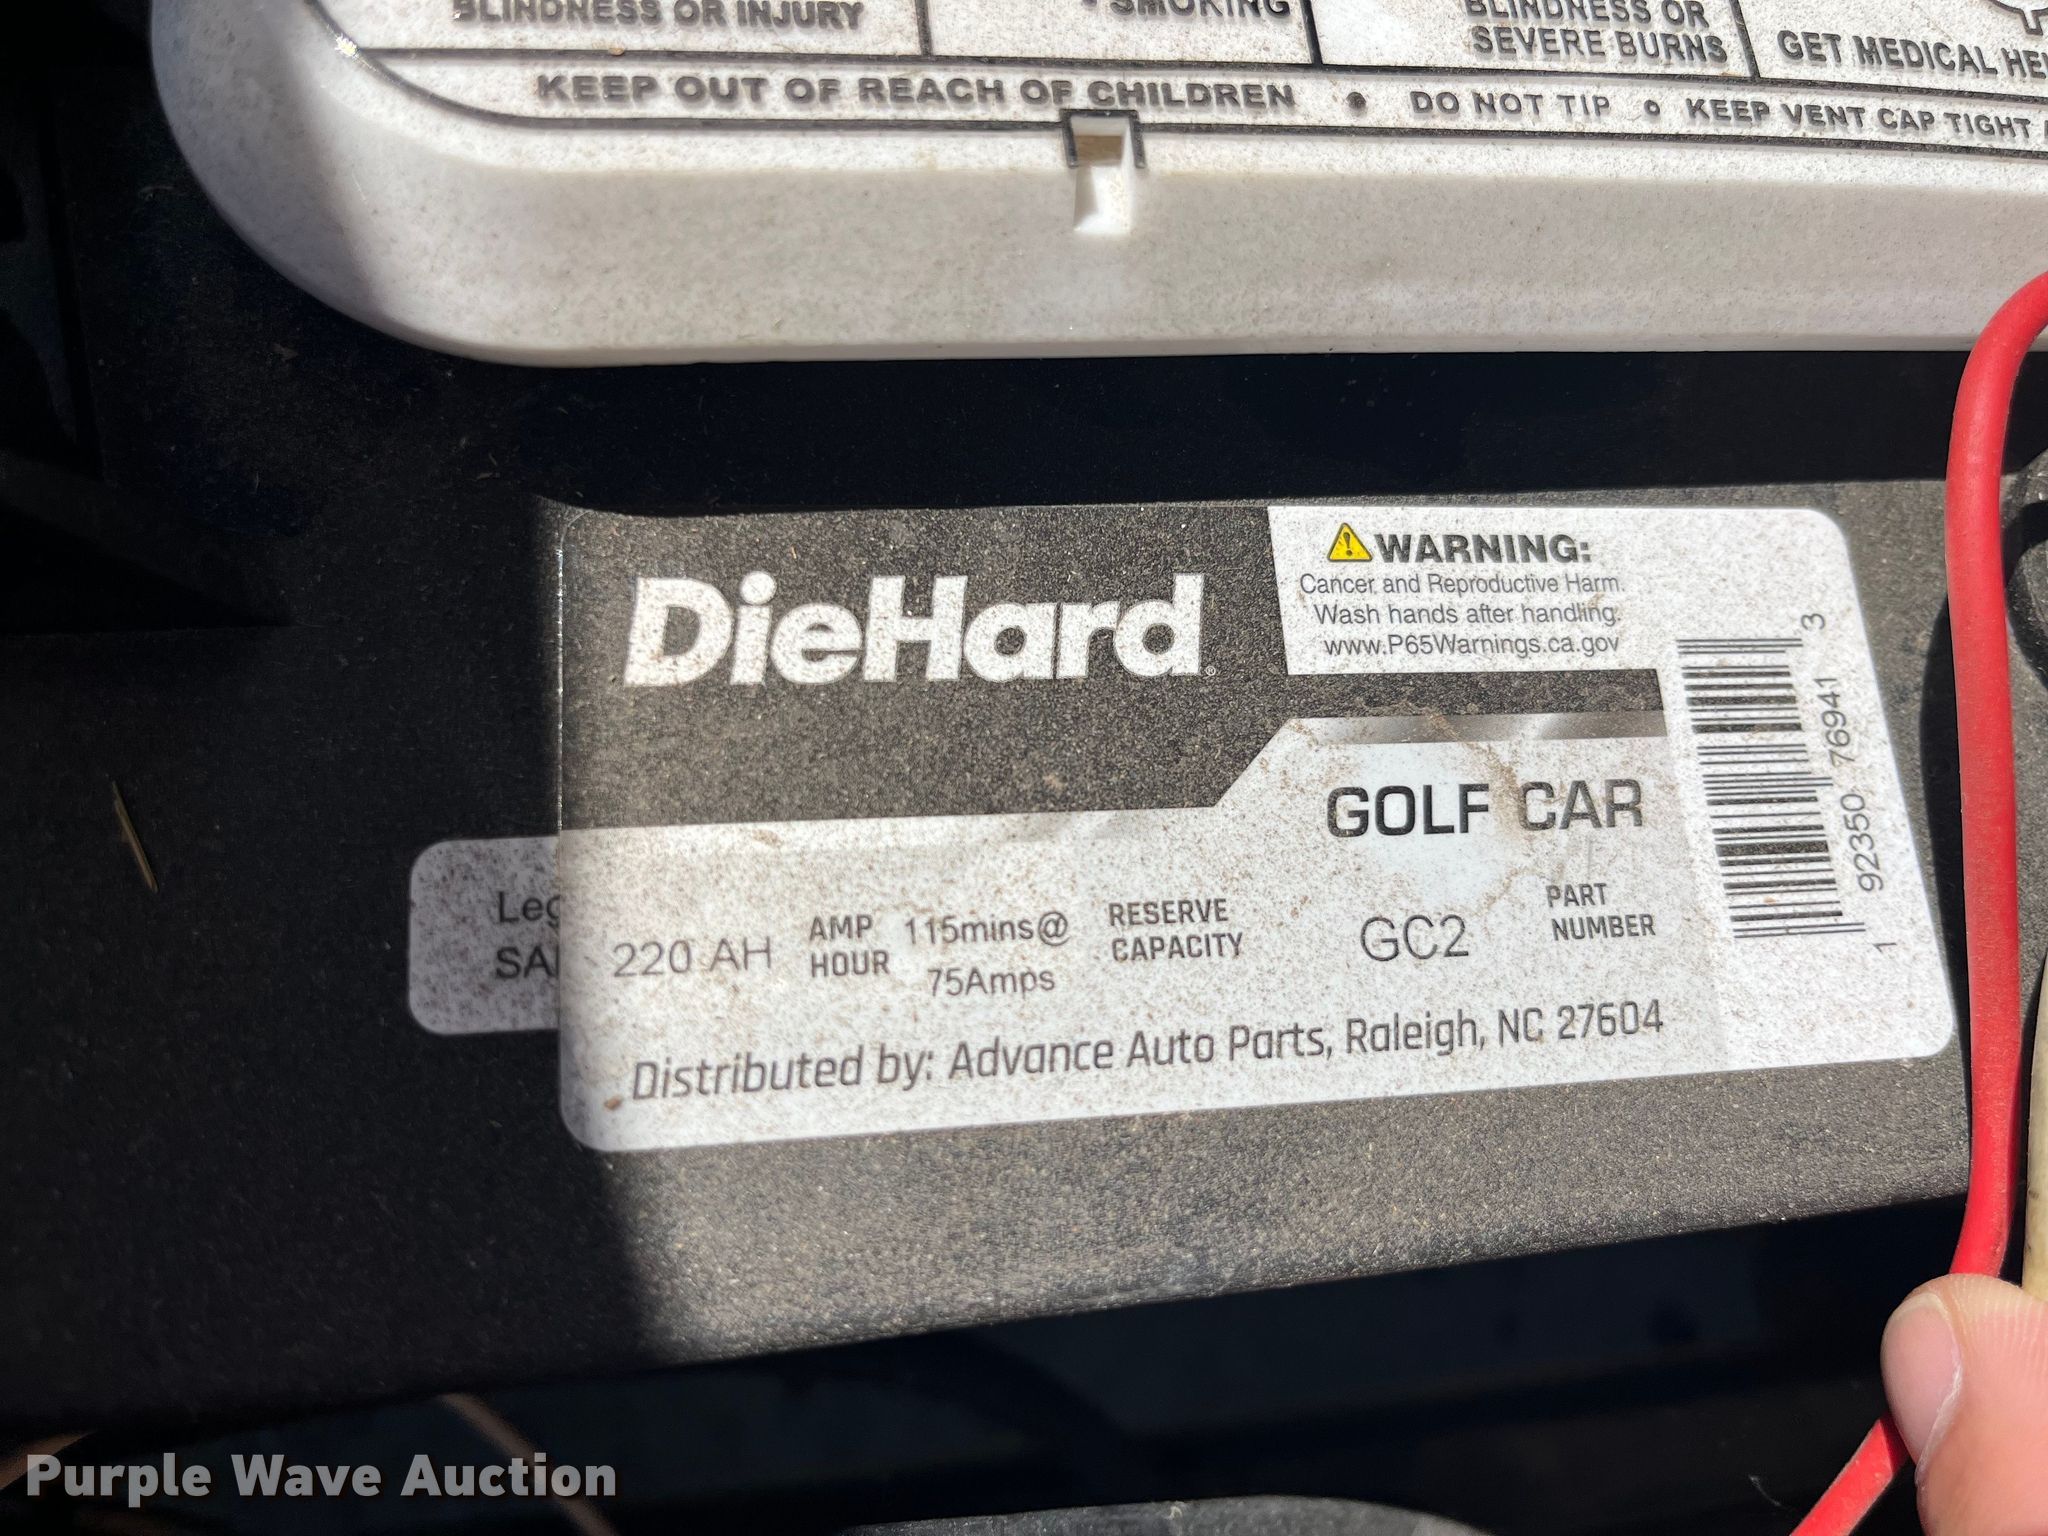 BLINDNESS OR INJURY
• SMOKING
BLINDNESS OR
SEVERE BURNS
GET MEDICAL
KEEP OUT OF REACH OF CHILDREN • DO NOT TIP • KEEP VENT CAP TIGHT
DieHard®
WARNING:
Cancer and Reproductive Harm.
Wash hands after handling.
www.P65Warnings.ca.gov
GOLF CAR
220 AH AMP HOUR
115mins@ 75Amps RESERVE CAPACITY
GC2 PART NUMBER
Distributed by: Advance Auto Parts, Raleigh, NC 27604
1 92350 76941 3
Purple Wave Auction